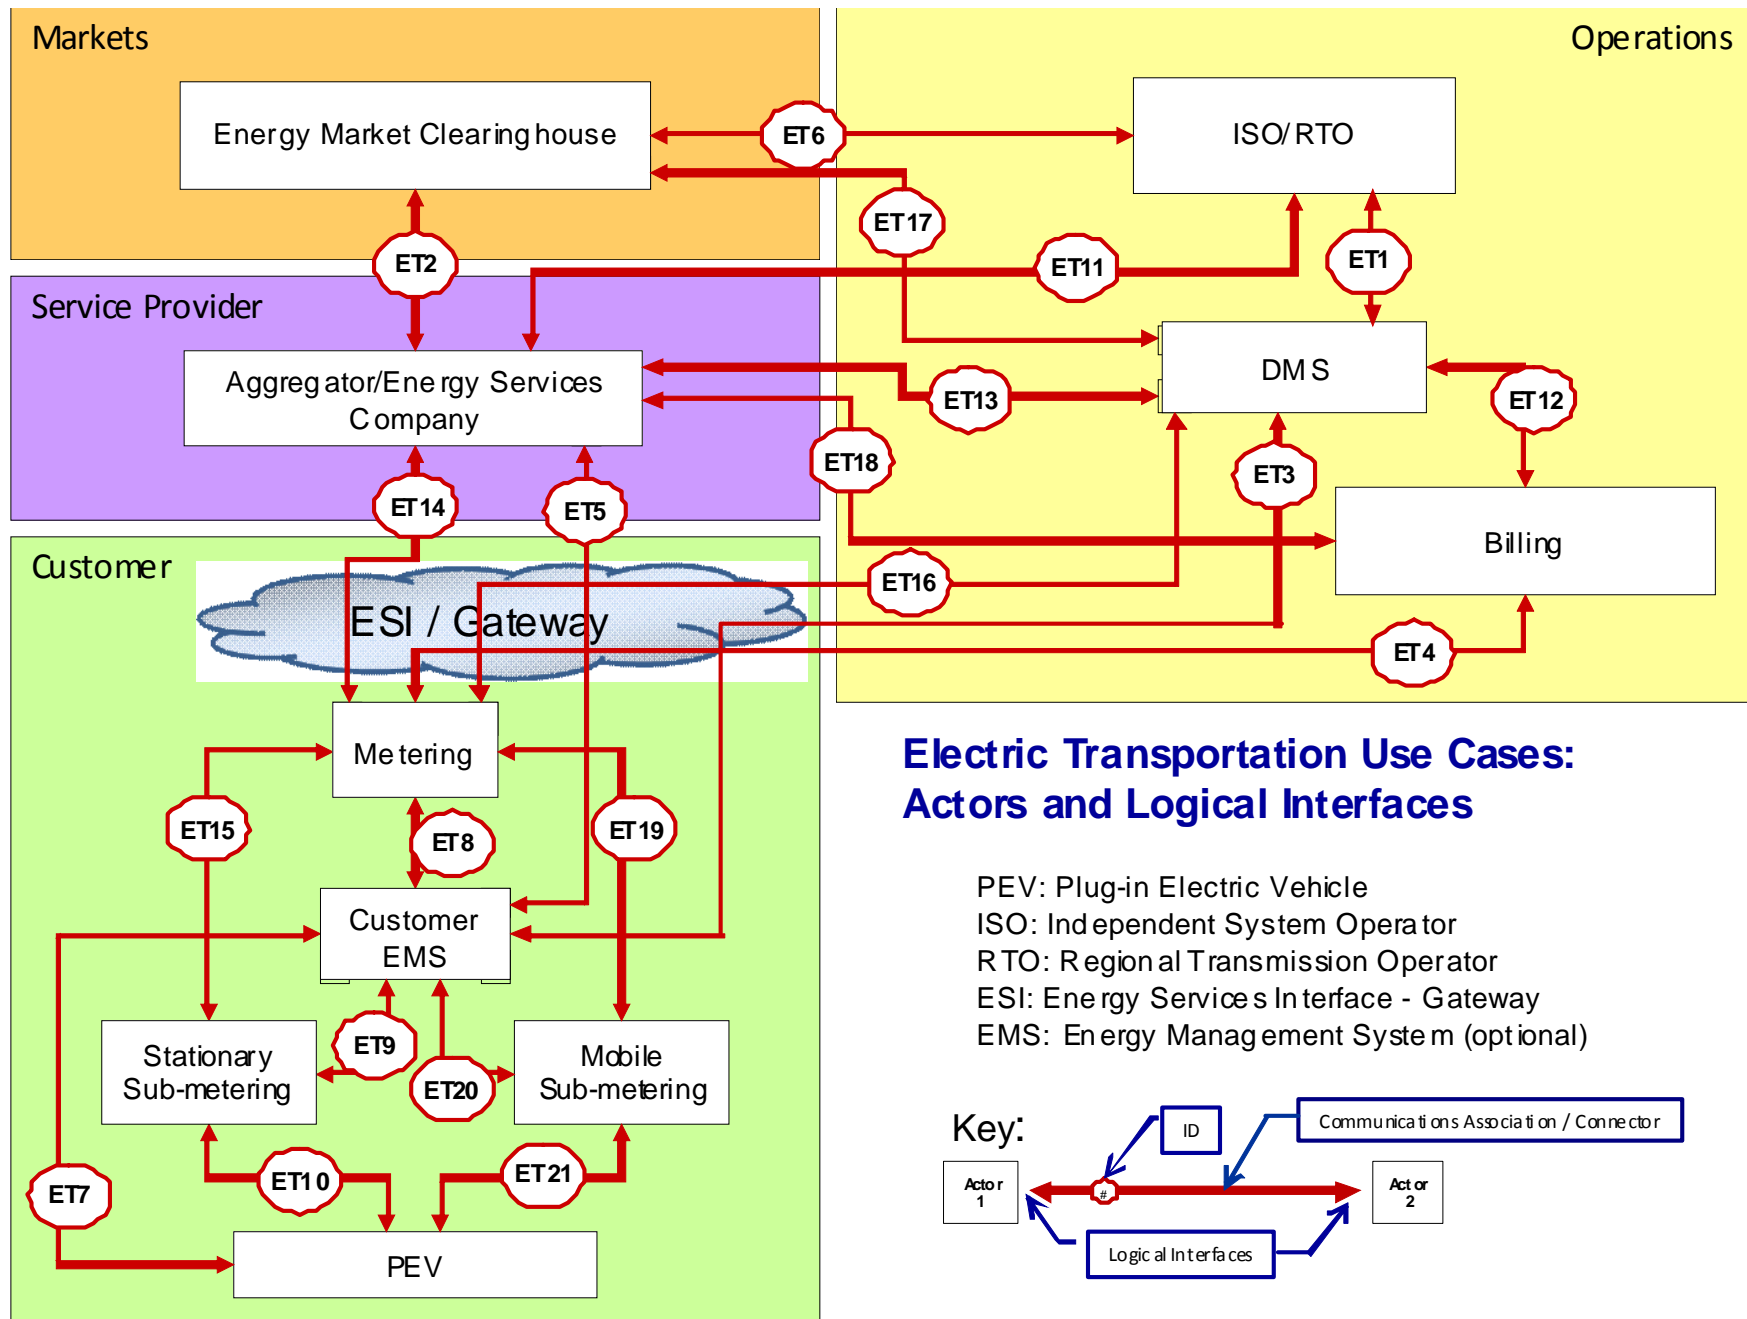 Markets
Operations
Energy Market Clearinghouse
ET6
ISO/RTO
ET17
ET2
ET11
ET1
Service Provider
Aggregator/Energy Services
Company
DMS
ET13
ET12
ET18
ET3
ET14
ET5
Billing
Customer
ET16
ESI / Gateway
ET4
Metering
Electric Transportation Use Cases:
Actors and Logical Interfaces
ET15
ET8
ET19
PEV: Plug-in Electric Vehicle
ISO: Independent System Operator
RTO: Regional Transmission Operator
ESI: Energy Services Interface - Gateway
EMS: Energy Management System (optional)
Customer
EMS
ET9
ET20
Stationary
Sub-metering
Mobile
Sub-metering
ET10
ET21
ET7
PEV
Key:
ID
Communications Association / Connector
Actor
1
#
Actor
2
Logical Interfaces